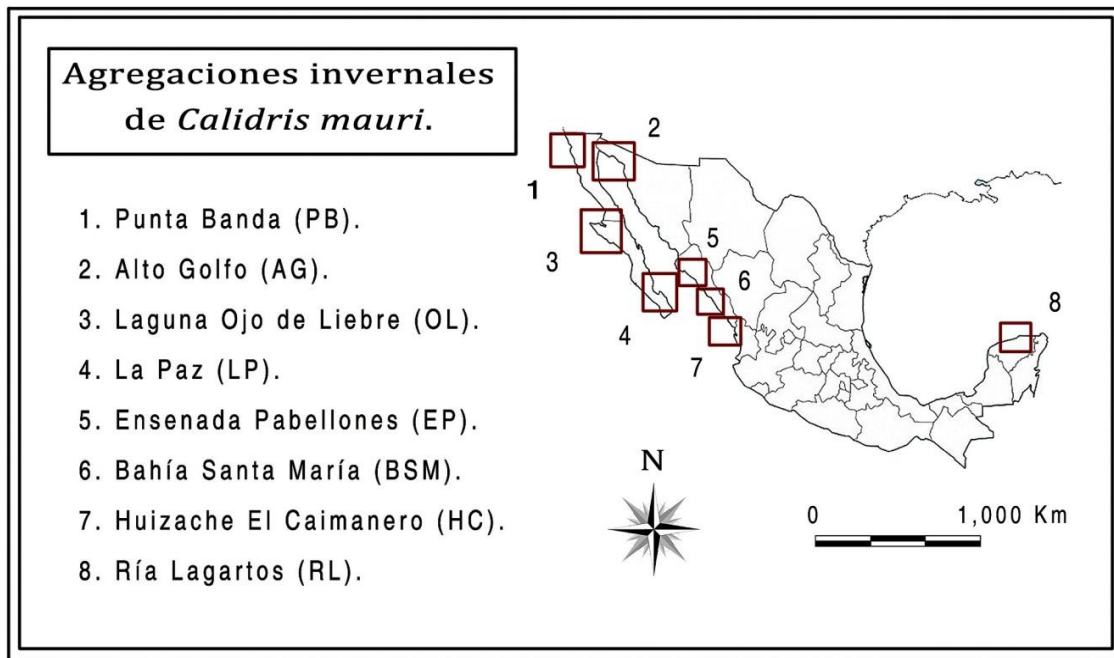 Agregaciones invernales
de Calidris mauri.
1. Punta Banda (PB).
2. Alto Golfo (AG).
3. Laguna Ojo de Liebre (OL).
4. La Paz (LP).
5. Ensenada Pabellones (EP).
6. Bahía Santa María (BSM).
7. Huizache El Caimanero (HC).
8. Ría Lagartos (RL).
2
1
3
5
6
4
7
8
N
0 1,000 Km